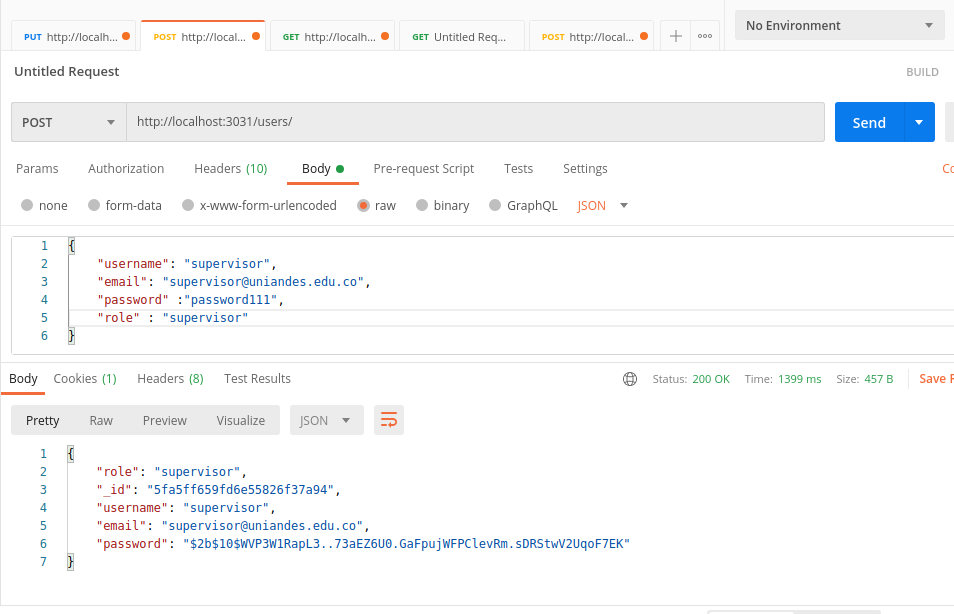 PUT http://localh... POST http://local... GET http://localh... GET Untitled Req... POST http://local... No Environment
Untitled Request BUILD
POST http://localhost:3031/users/ Send
Params Authorization Headers (10) Body Pre-request Script Tests Settings Co
none form-data x-www-form-urlencoded raw binary GraphQL JSON
1 {
2 "username": "supervisor",
3 "email": "supervisor@uniandes.edu.co",
4 "password" :"password111",
5 "role" : "supervisor"
6 }
Body Cookies (1) Headers (8) Test Results Status: 200 OK Time: 1399 ms Size: 457 B Save R
Pretty Raw Preview Visualize JSON
1 {
2 "role": "supervisor",
3 "_id": "5fa5ff659fd6e55826f37a94",
4 "username": "supervisor",
5 "email": "supervisor@uniandes.edu.co",
6 "password": "$2b$10$WVP3W1RapL3..73aEZ6U0.GaFpujWFPClevRm.sDRStwV2UqoF7EK"
7 }